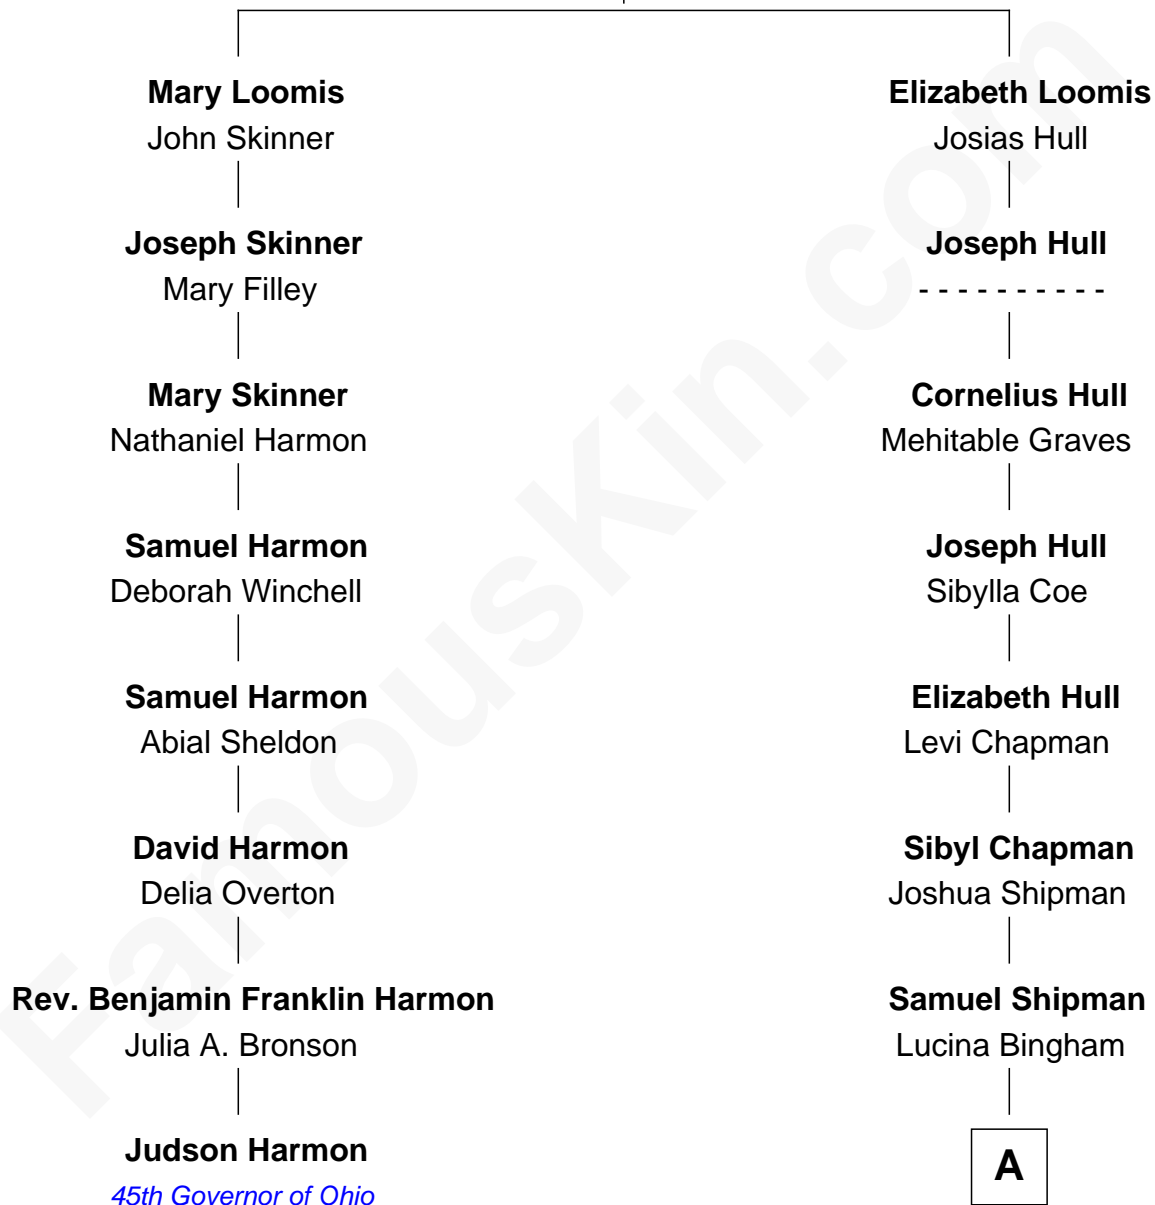 Mary Loomis
John Skinner
Joseph Skinner
Mary Filley
Mary Skinner
Nathaniel Harmon
Samuel Harmon
Deborah Winchell
Samuel Harmon
Abial Sheldon
David Harmon
Delia Overton
Rev. Benjamin Franklin Harmon
Julia A. Bronson
Judson Harmon
45th Governor of Ohio
Elizabeth Loomis
Josias Hull
Joseph Hull
- - - - - - - - - -
Cornelius Hull
Mehitable Graves
Joseph Hull
Sibylla Coe
Elizabeth Hull
Levi Chapman
Sibyl Chapman
Joshua Shipman
Samuel Shipman
Lucina Bingham
A
FamousKin.com